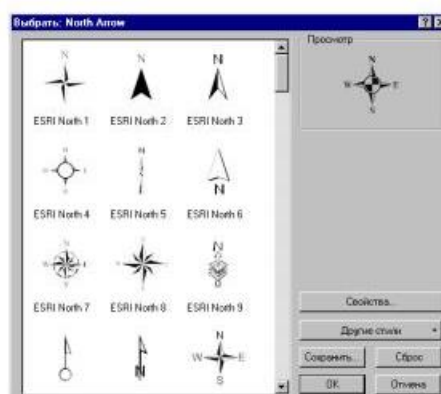 Выбрать: North Arrow
Просмотр
N
W E
S
ESRI North 1 ESRI North 2 ESRI North 3
ESRI North 4 ESRI North 5 ESRI North 6
ESRI North 7 ESRI North 8 ESRI North 9
N
W E
S
Свойства...
Другие стили
Сохранить... Сброс
OK Отмена